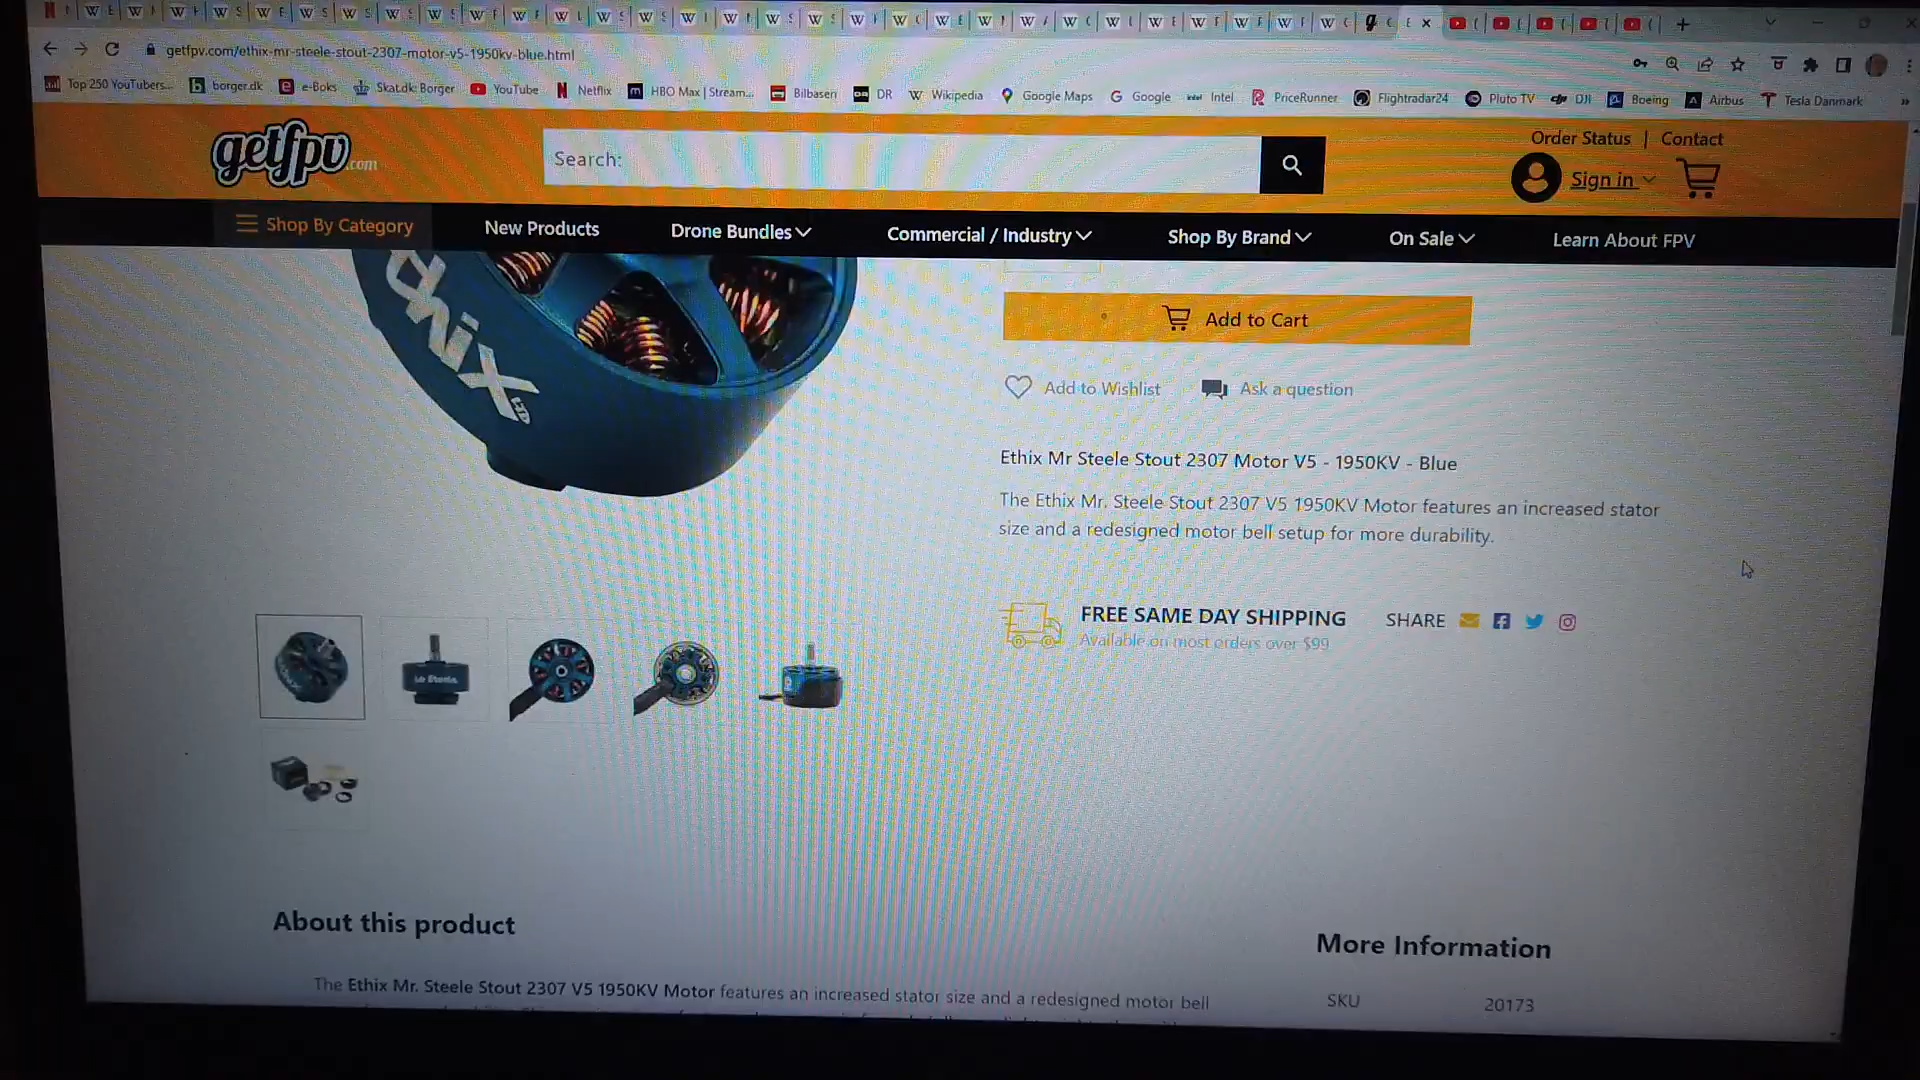 getfpv.com/ethix-mr-steele-stout-2307-motor-v5-1950kv-blue.html
Top 250 YouTubers... borger.dk e-Boks Skat.dk: Borger YouTube Netflix HBO Max | Stream... Bilbasen DR Wikipedia Google Maps Google Intel PriceRunner Flightradar24 Pluto TV DJI Boeing Airbus Tesla Danmark »
getfpv.com
Search:
Order Status | Contact
Sign in
Shop By Category New Products Drone Bundles Commercial / Industry Shop By Brand On Sale Learn About FPV
Add to Cart
Add to Wishlist Ask a question
Ethix Mr Steele Stout 2307 Motor V5 - 1950KV - Blue
The Ethix Mr. Steele Stout 2307 V5 1950KV Motor features an increased stator
size and a redesigned motor bell setup for more durability.
FREE SAME DAY SHIPPING SHARE
Available on most orders over $99
About this product
More Information
The Ethix Mr. Steele Stout 2307 V5 1950KV Motor features an increased stator size and a redesigned motor bell
SKU 20173